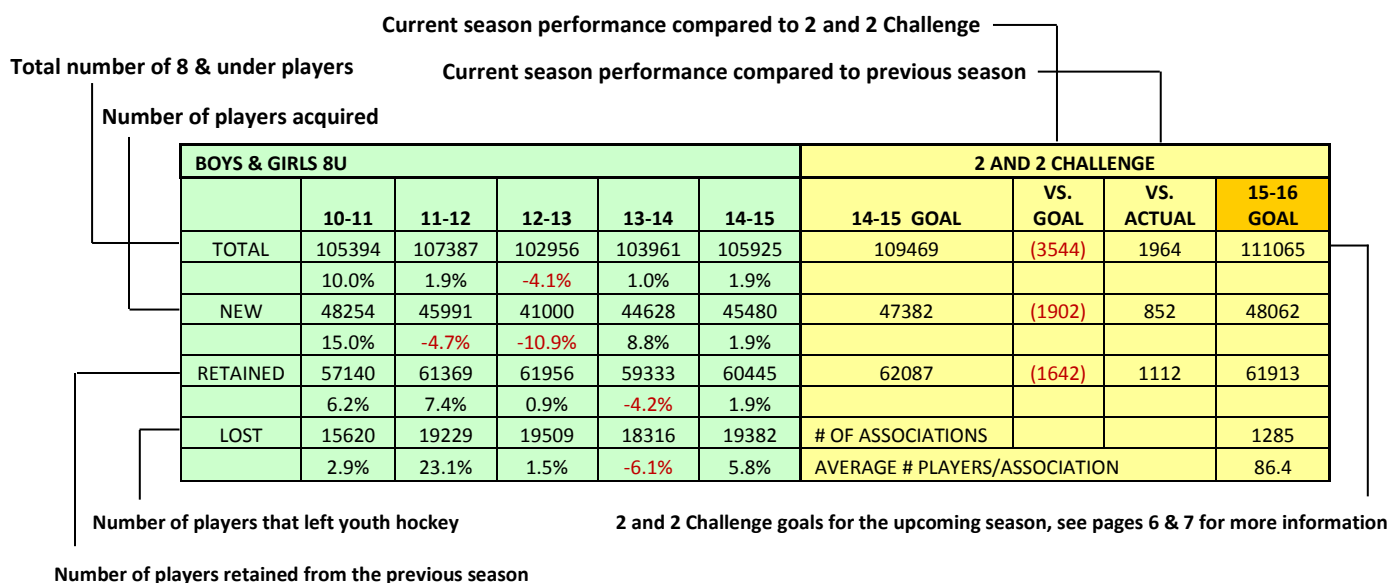 Current season performance compared to 2 and 2 Challenge
Total number of 8 & under players
Current season performance compared to previous season
Number of players acquired
BOYS & GIRLS 8U 2 AND 2 CHALLENGE
10-11 11-12 12-13 13-14 14-15 14-15 GOAL VS. GOAL VS. ACTUAL 15-16 GOAL
TOTAL 105394 107387 102956 103961 105925 109469 (3544) 1964 111065
10.0% 1.9% -4.1% 1.0% 1.9%
NEW 48254 45991 41000 44628 45480 47382 (1902) 852 48062
15.0% -4.7% -10.9% 8.8% 1.9%
RETAINED 57140 61369 61956 59333 60445 62087 (1642) 1112 61913
6.2% 7.4% 0.9% -4.2% 1.9%
LOST 15620 19229 19509 18316 19382 # OF ASSOCIATIONS 1285
2.9% 23.1% 1.5% -6.1% 5.8% AVERAGE # PLAYERS/ASSOCIATION 86.4
Number of players that left youth hockey
2 and 2 Challenge goals for the upcoming season, see pages 6 & 7 for more information
Number of players retained from the previous season